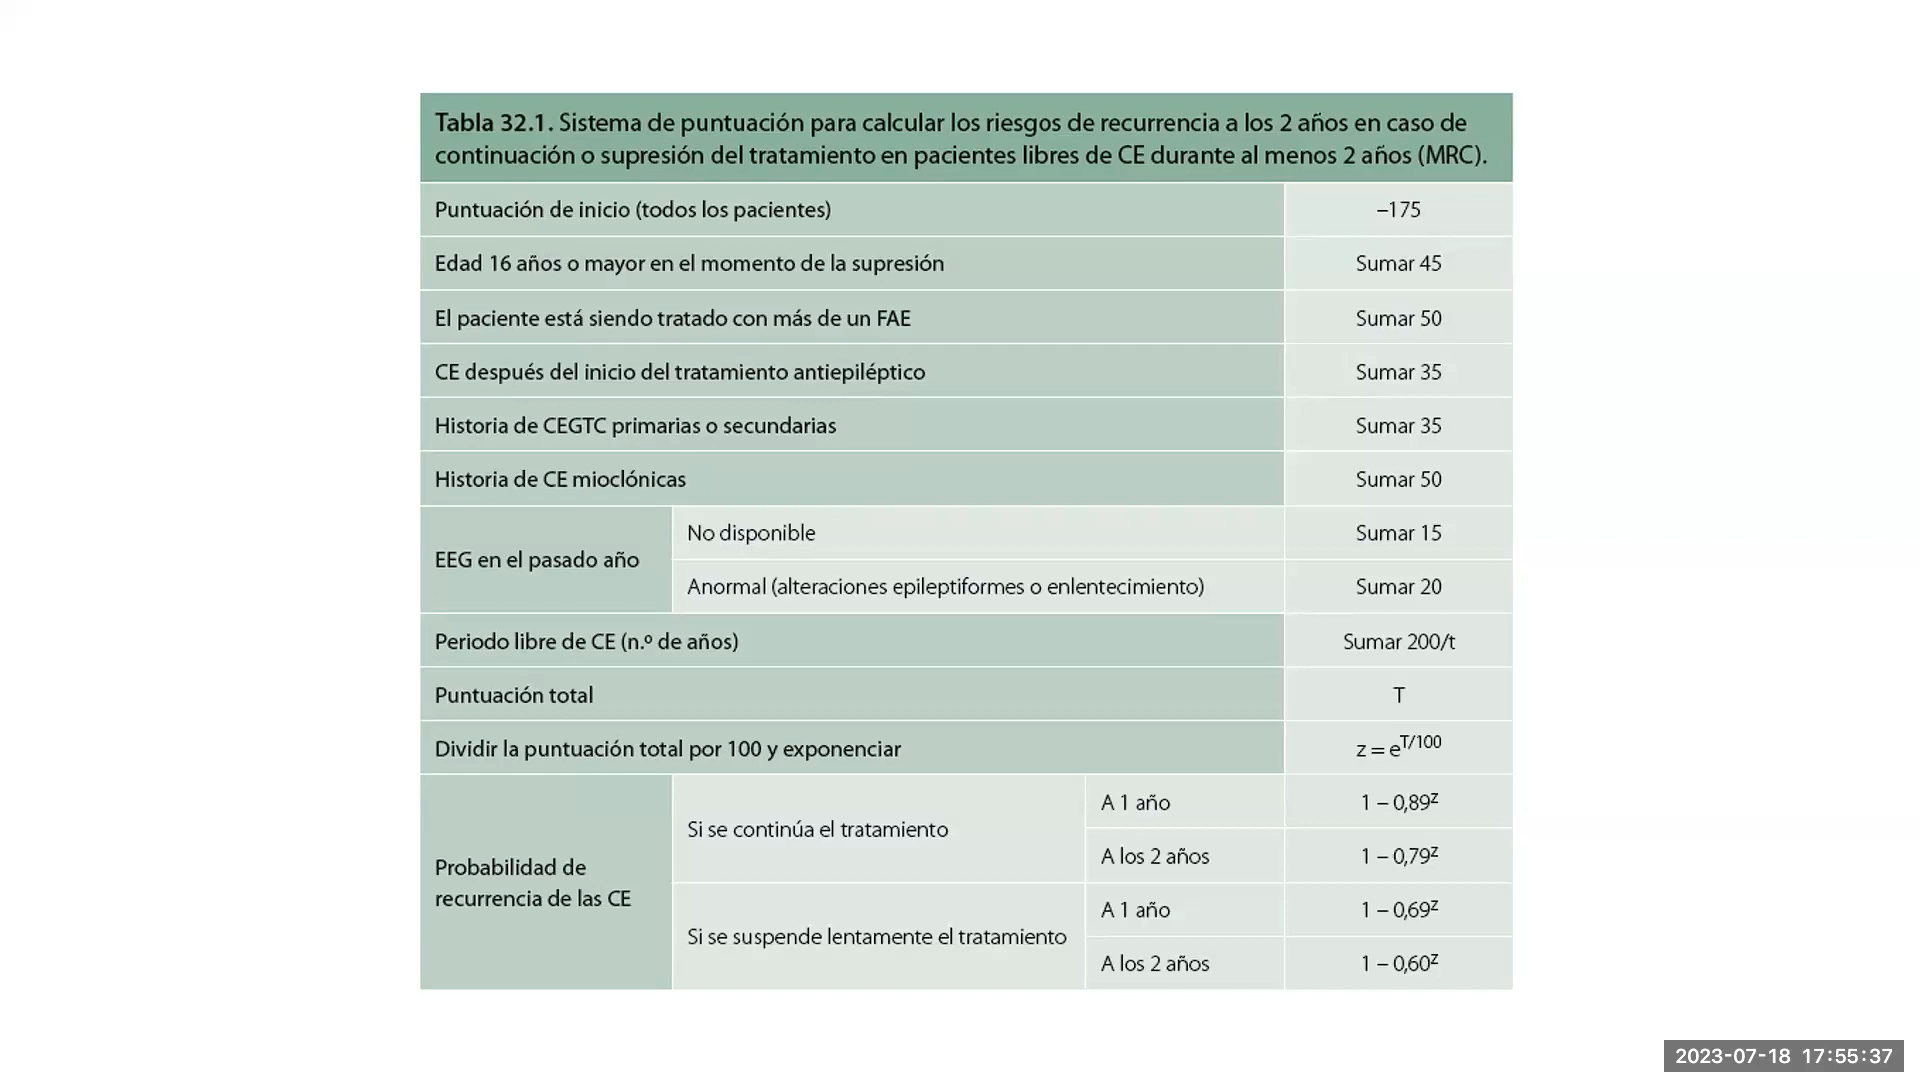 Tabla 32.1. Sistema de puntuación para calcular los riesgos de recurrencia a los 2 años en caso de
continuación o supresión del tratamiento en pacientes libres de CE durante al menos 2 años (MRC).
Puntuación de inicio (todos los pacientes) –175
Edad 16 años o mayor en el momento de la supresión Sumar 45
El paciente está siendo tratado con más de un FAE Sumar 50
CE después del inicio del tratamiento antiepiléptico Sumar 35
Historia de CEGTC primarias o secundarias Sumar 35
Historia de CE mioclónicas Sumar 50
EEG en el pasado año
No disponible Sumar 15
Anormal (alteraciones epileptiformes o enlentecimiento) Sumar 20
Periodo libre de CE (n.º de años) Sumar 200/t
Puntuación total T
Dividir la puntuación total por 100 y exponenciar z = e^T/100
Probabilidad de
recurrencia de las CE
Si se continúa el tratamiento
A 1 año 1 – 0,89^z
A los 2 años 1 – 0,79^z
Si se suspende lentamente el tratamiento
A 1 año 1 – 0,69^z
A los 2 años 1 – 0,60^z
2023-07-18 17:55:37